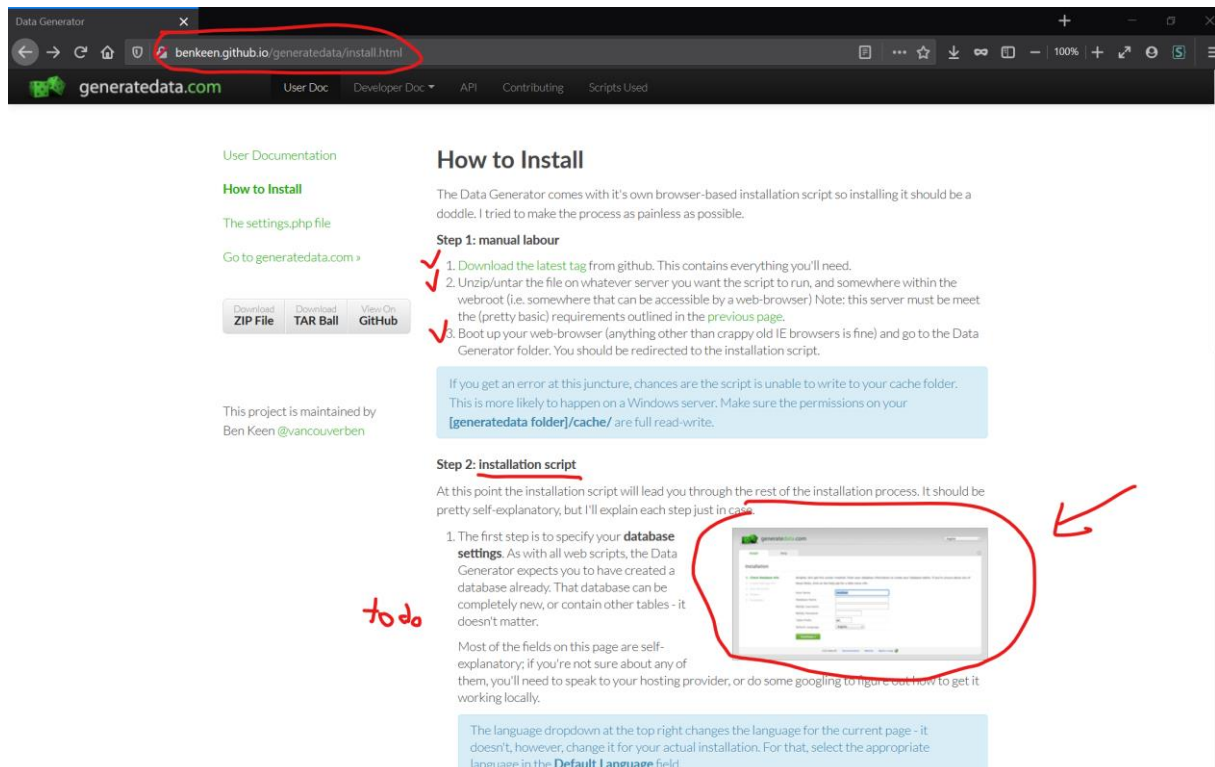 Data Generator
100%
benkeen.github.io/generatedata/install.html
generatedata.com
User Doc
Developer Doc
API
Contributing
Scripts Used
User Documentation
How to Install
The settings.php file
Go to generatedata.com »
Download
ZIP File
Download
TAR Ball
View On
GitHub
This project is maintained by
Ben Keen @vancouverben
How to Install
The Data Generator comes with it's own browser-based installation script so installing it should be a
doddle. I tried to make the process as painless as possible.
Step 1: manual labour
1. Download the latest tag from github. This contains everything you'll need.
2. Unzip/untar the file on whatever server you want the script to run, and somewhere within the
webroot (i.e. somewhere that can be accessible by a web-browser) Note: this server must be meet
the (pretty basic) requirements outlined in the previous page.
3. Boot up your web-browser (anything other than crappy old IE browsers is fine) and go to the Data
Generator folder. You should be redirected to the installation script.
If you get an error at this juncture, chances are the script is unable to write to your cache folder.
This is more likely to happen on a Windows server. Make sure the permissions on your
[generatedata folder]/cache/ are full read-write.
Step 2: installation script
At this point the installation script will lead you through the rest of the installation process. It should be
pretty self-explanatory, but I'll explain each step just in case.
1. The first step is to specify your database
settings. As with all web scripts, the Data
Generator expects you to have created a
database already. That database can be
completely new, or contain other tables - it
doesn't matter.
to do
generatedata.com
Installation
Most of the fields on this page are self-
explanatory; if you're not sure about any of
them, you'll need to speak to your hosting provider, or do some googling to figure out how to get it
working locally.
The language dropdown at the top right changes the language for the current page - it
doesn't, however, change it for your actual installation. For that, select the appropriate
language in the Default Language field.